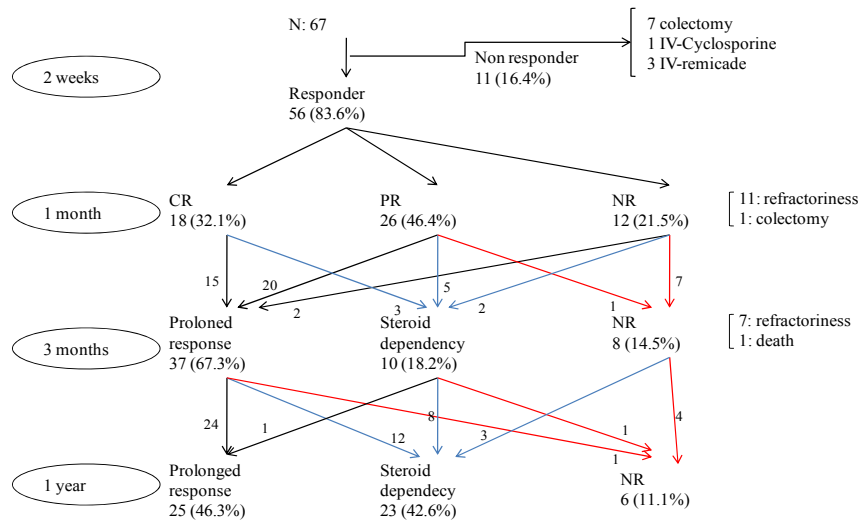 N: 67
7 colectomy
1 IV-Cyclosporine
3 IV-remicade
Non responder
11 (16.4%)
2 weeks
Responder
56 (83.6%)
1 month
CR
18 (32.1%)
PR
26 (46.4%)
NR
12 (21.5%)
11: refractoriness
1: colectomy
15
20
2
3
5
2
1
7
3 months
Proloned
response
37 (67.3%)
Steroid
dependency
10 (18.2%)
NR
8 (14.5%)
7: refractoriness
1: death
24
1
12
8
3
1
1
4
1 year
Prolonged
response
25 (46.3%)
Steroid
dependecy
23 (42.6%)
NR
6 (11.1%)